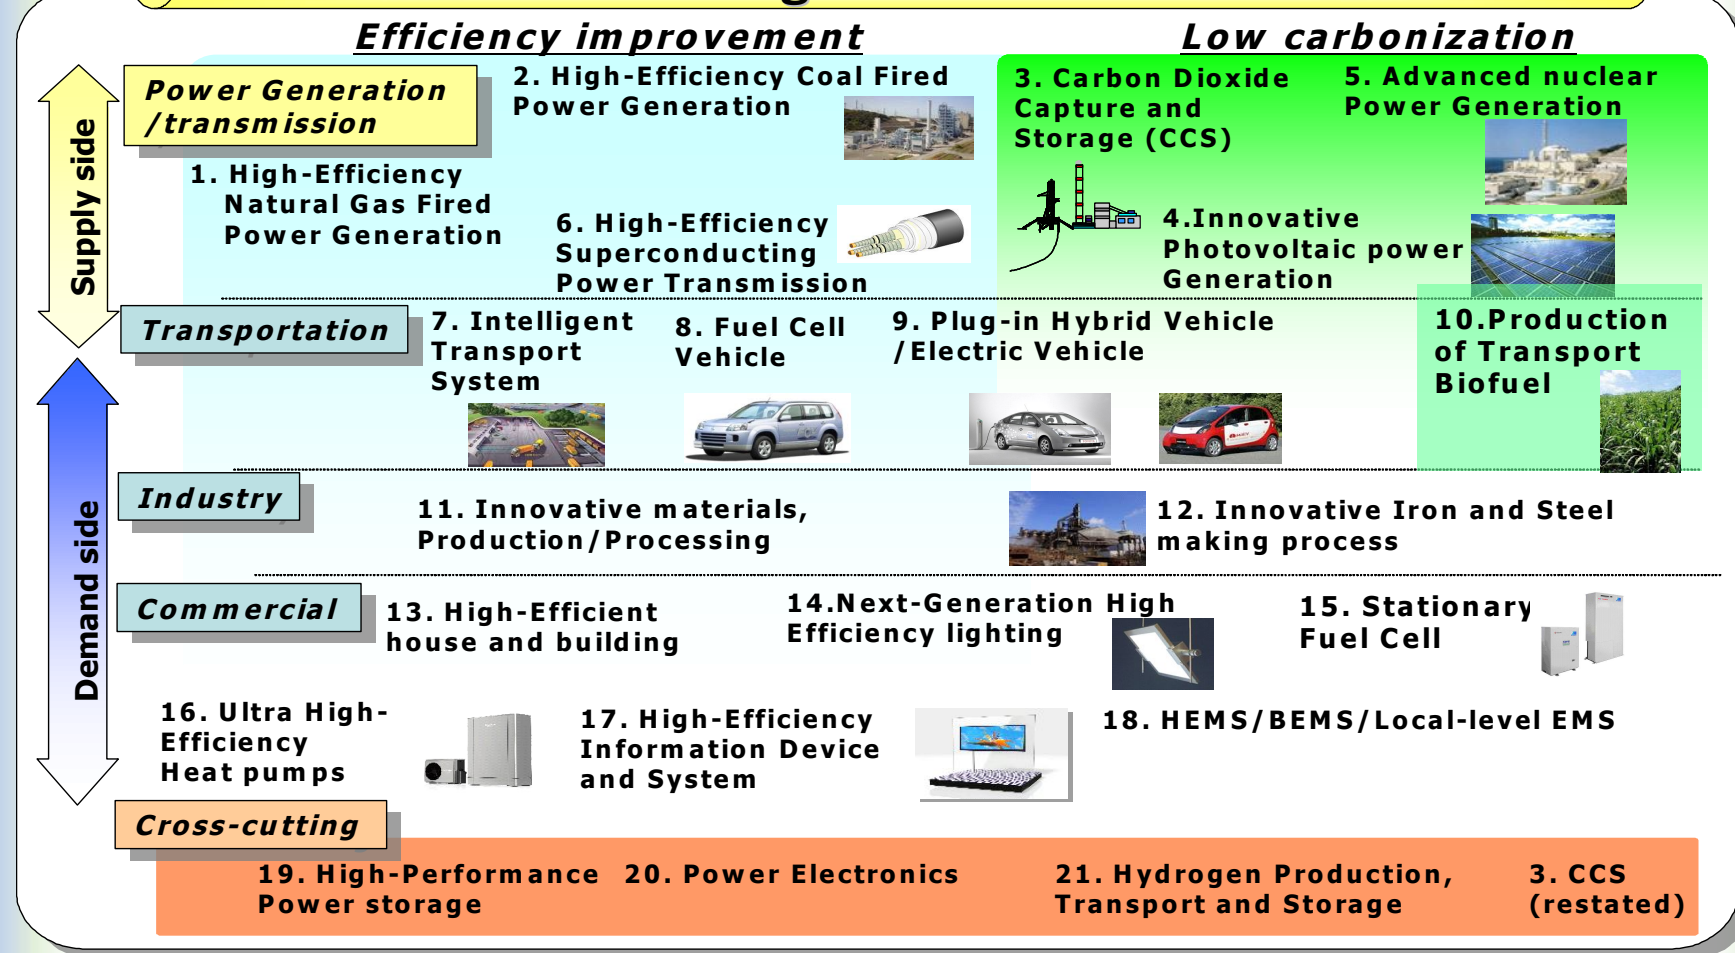 Efficiency improvement
Low carbonization
Supply side
Power Generation
/transmission
2. High-Efficiency Coal Fired
Power Generation
3. Carbon Dioxide
Capture and
Storage (CCS)
5. Advanced nuclear
Power Generation
1. High-Efficiency
Natural Gas Fired
Power Generation
6. High-Efficiency
Superconducting
Power Transmission
4.Innovative
Photovoltaic power
Generation
Demand side
Transportation
7. Intelligent
Transport
System
8. Fuel Cell
Vehicle
9. Plug-in Hybrid Vehicle
/Electric Vehicle
10.Production
of Transport
Biofuel
Industry
11. Innovative materials,
Production/Processing
12. Innovative Iron and Steel
making process
Commercial
13. High-Efficient
house and building
14.Next-Generation High
Efficiency lighting
15. Stationary
Fuel Cell
16. Ultra High-
Efficiency
Heat pumps
17. High-Efficiency
Information Device
and System
18. HEMS/BEMS/Local-level EMS
Cross-cutting
19. High-Performance
Power storage
20. Power Electronics
21. Hydrogen Production,
Transport and Storage
3. CCS
(restated)